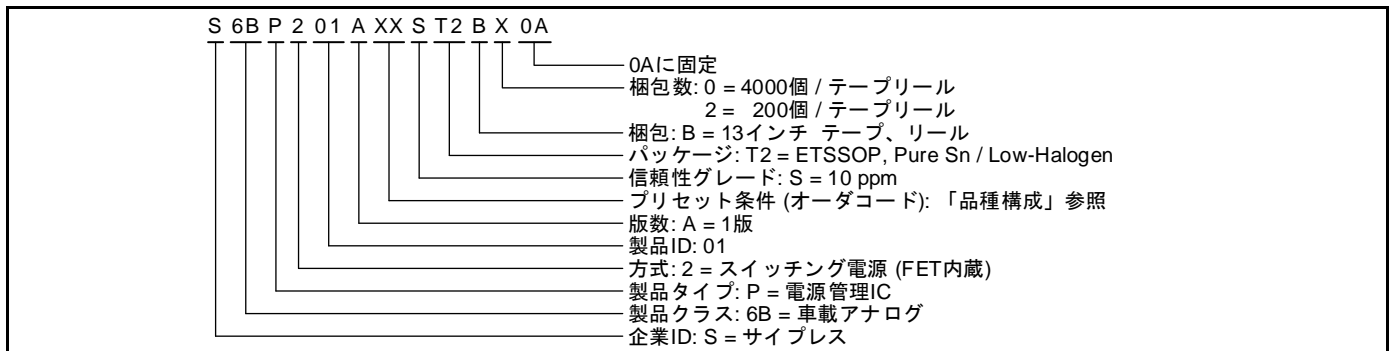 S 6B P 2 01 A XX S T2 B X 0A
0Aに固定
梱包数: 0 = 4000個 / テープリール
2 = 200個 / テープリール
梱包: B = 13インチ テープ、リール
パッケージ: T2 = ETSSOP, Pure Sn / Low-Halogen
信頼性グレード: S = 10 ppm
プリセット条件 (オーダコード): 「品種構成」参照
版数: A = 1版
製品ID: 01
方式: 2 = スイッチング電源 (FET内蔵)
製品タイプ: P = 電源管理IC
製品クラス: 6B = 車載アナログ
企業ID: S = サイプレス